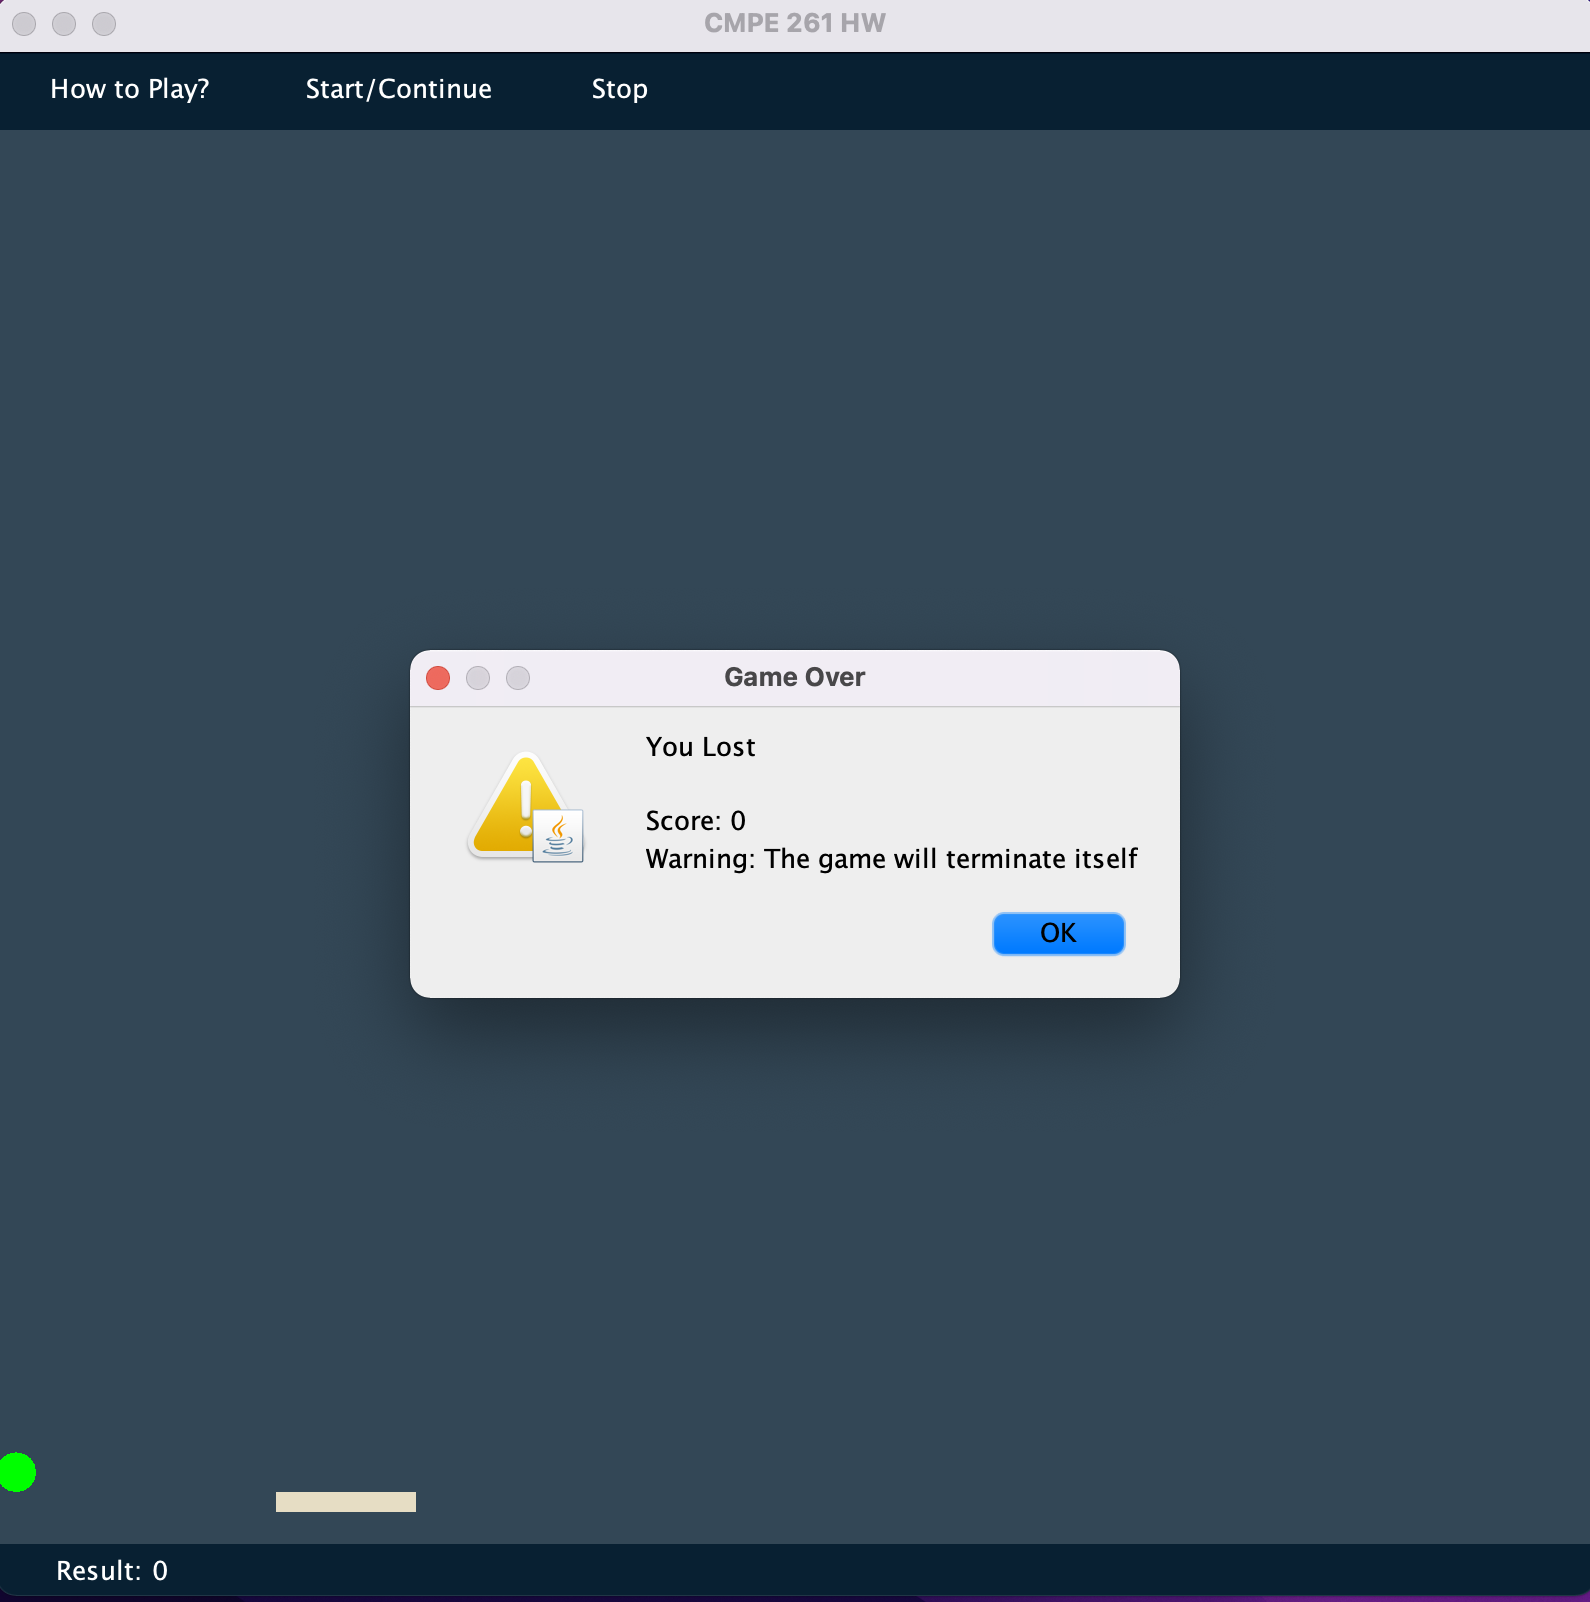 CMPE 261 HW
How to Play? Start/Continue Stop
Game Over
You Lost
Score: 0
Warning: The game will terminate itself
OK
Result: 0